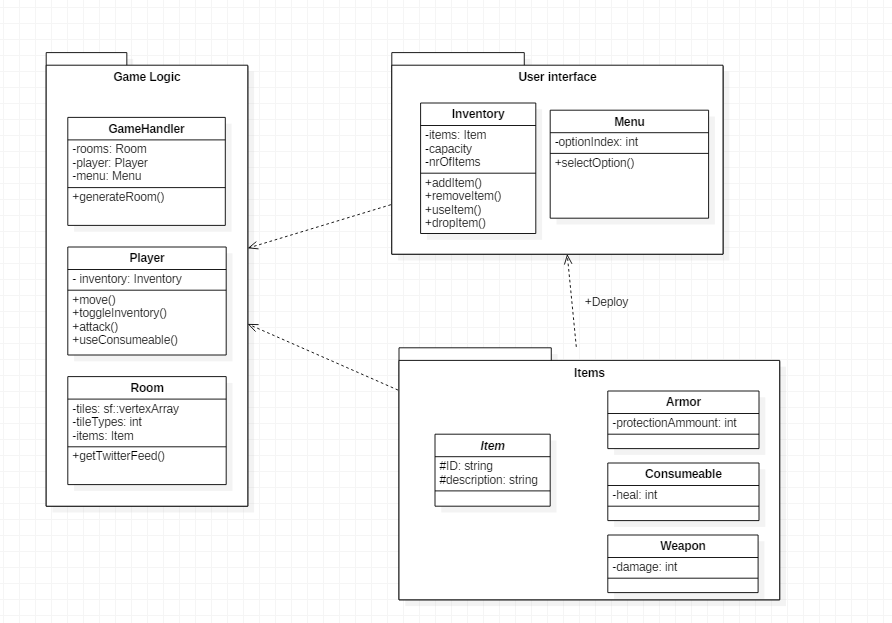 Game Logic
GameHandler
-rooms: Room
-player: Player
-menu: Menu
+generateRoom()
Player
- inventory: Inventory
+move()
+toggleInventory()
+attack()
+useConsumeable()
Room
-tiles: sf::vertexArray
-tileTypes: int
-items: Item
+getTwitterFeed()
User interface
Inventory
-items: Item
-capacity
-nrOfItems
+addItem()
+removeItem()
+useItem()
+dropItem()
Menu
-optionIndex: int
+selectOption()
+Deploy
Items
Item
#ID: string
#description: string
Armor
-protectionAmmount: int
Consumeable
-heal: int
Weapon
-damage: int